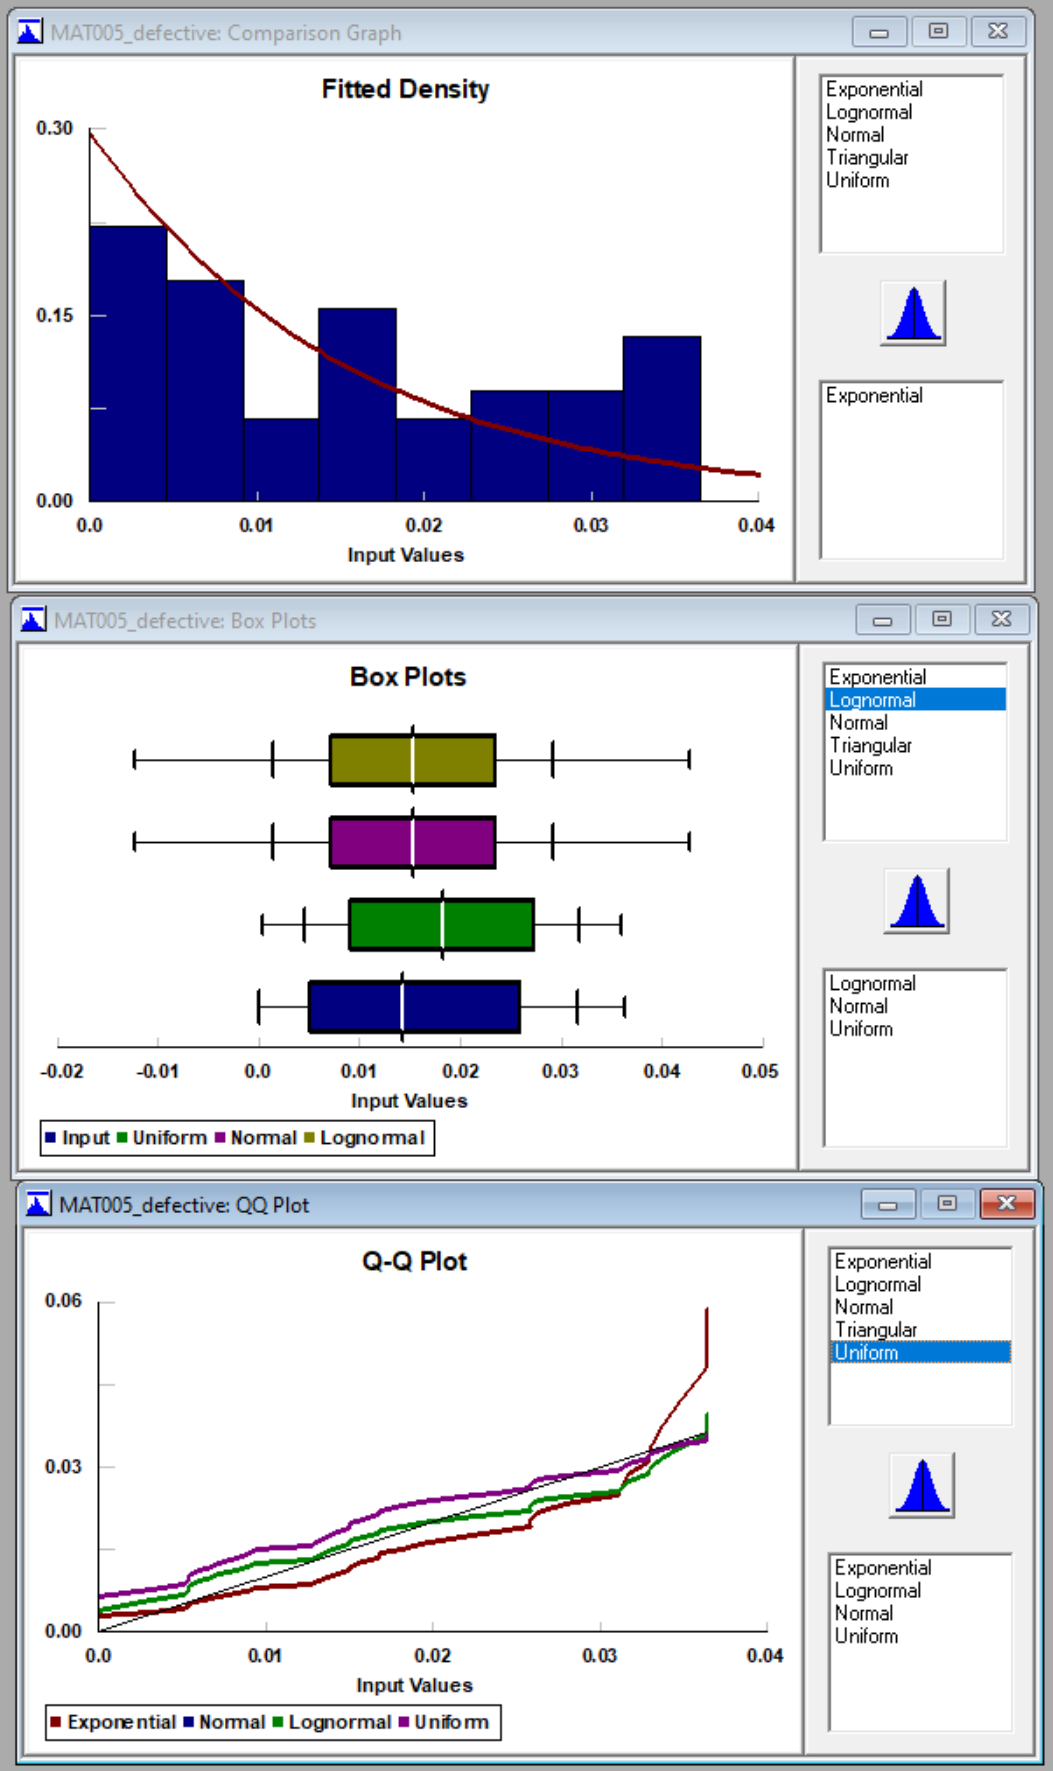 MAT005_defective: Comparison Graph
Fitted Density
0.30
0.15
0.00
0.0 0.01 0.02 0.03 0.04
Input Values
Exponential
Lognormal
Normal
Triangular
Uniform
Exponential
MAT005_defective: Box Plots
Box Plots
-0.02 -0.01 0.0 0.01 0.02 0.03 0.04 0.05
Input Values
Input Uniform Normal Lognormal
Exponential
Lognormal
Normal
Triangular
Uniform
Lognormal
Normal
Uniform
MAT005_defective: QQ Plot
Q-Q Plot
0.06
0.03
0.00
0.0 0.01 0.02 0.03 0.04
Input Values
Exponential Normal Lognormal Uniform
Exponential
Lognormal
Normal
Triangular
Uniform
Exponential
Lognormal
Normal
Uniform